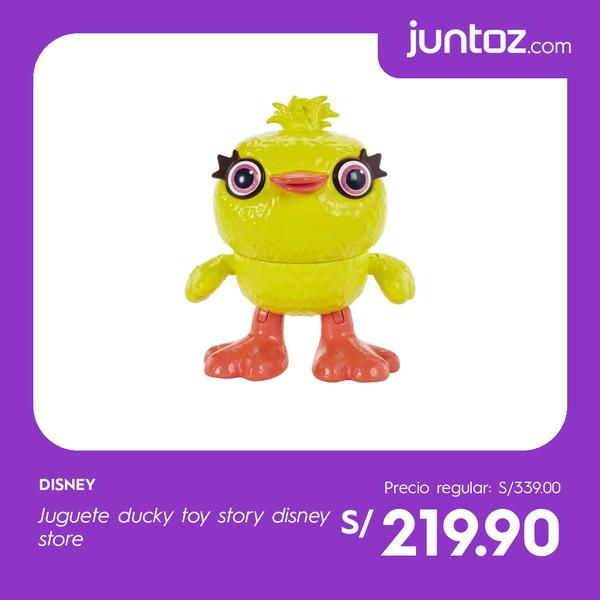 juntoz.com
DISNEY
Juguete ducky toy story disney
store
Precio regular: S/339.00
S/219.90